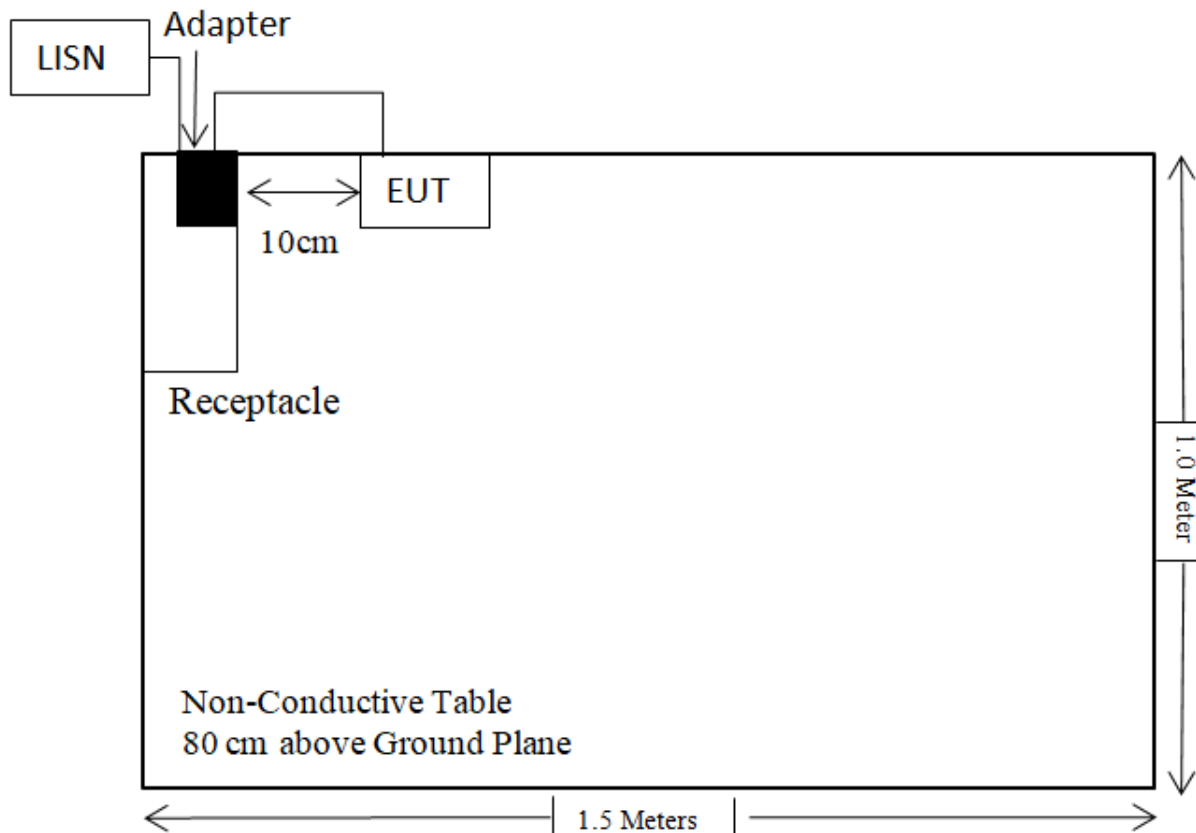 Adapter
LISN
EUT
10cm
Receptacle
1.0 Meter
Non-Conductive Table
80 cm above Ground Plane
1.5 Meters